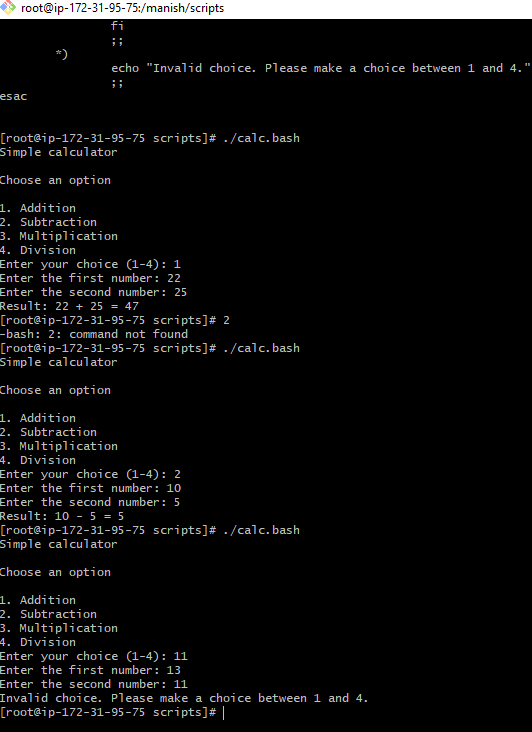 root@ip-172-31-95-75:/manish/scripts
fi
;;
*)
echo "Invalid choice. Please make a choice between 1 and 4."
;;
esac
[root@ip-172-31-95-75 scripts]# ./calc.bash
Simple calculator
Choose an option
1. Addition
2. Subtraction
3. Multiplication
4. Division
Enter your choice (1-4): 1
Enter the first number: 22
Enter the second number: 25
Result: 22 + 25 = 47
[root@ip-172-31-95-75 scripts]# 2
-bash: 2: command not found
[root@ip-172-31-95-75 scripts]# ./calc.bash
Simple calculator
Choose an option
1. Addition
2. Subtraction
3. Multiplication
4. Division
Enter your choice (1-4): 2
Enter the first number: 10
Enter the second number: 5
Result: 10 - 5 = 5
[root@ip-172-31-95-75 scripts]# ./calc.bash
Simple calculator
Choose an option
1. Addition
2. Subtraction
3. Multiplication
4. Division
Enter your choice (1-4): 11
Enter the first number: 13
Enter the second number: 11
Invalid choice. Please make a choice between 1 and 4.
[root@ip-172-31-95-75 scripts]#